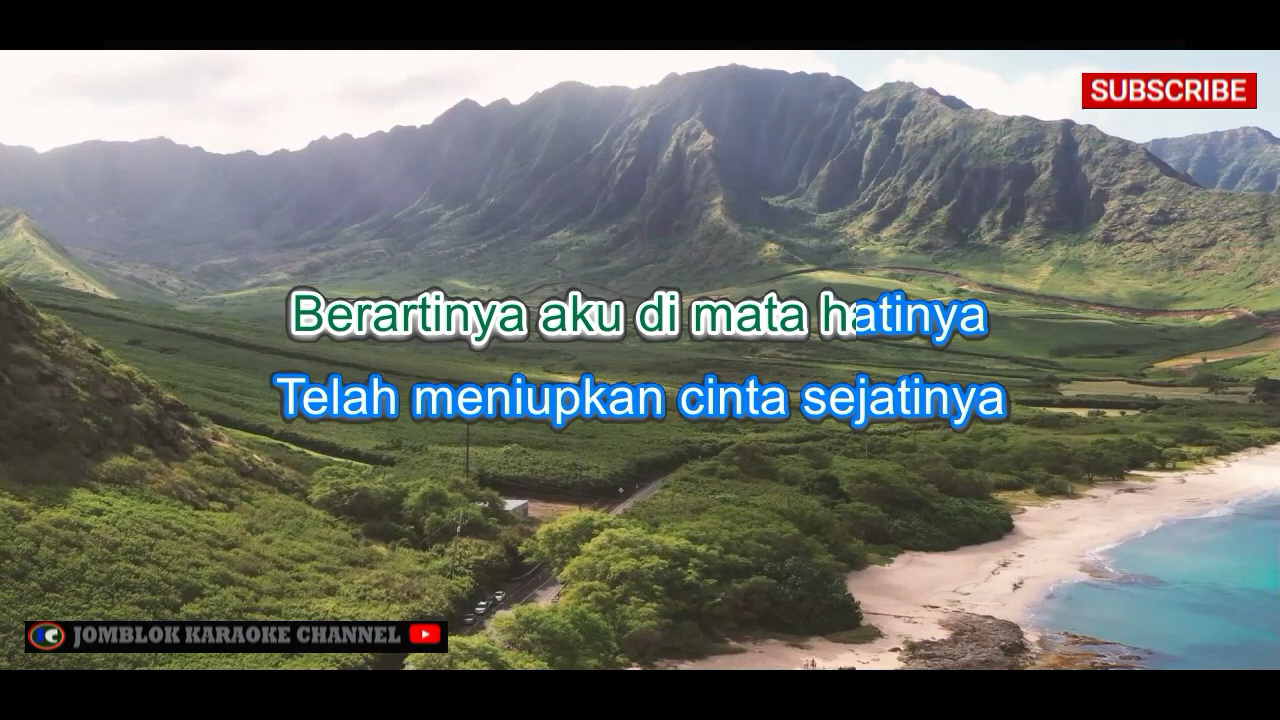 SUBSCRIBE
Berartinya aku di mata hatinya
Telah meniupkan cinta sejatinya
JOMBLOK KARAOKE CHANNEL